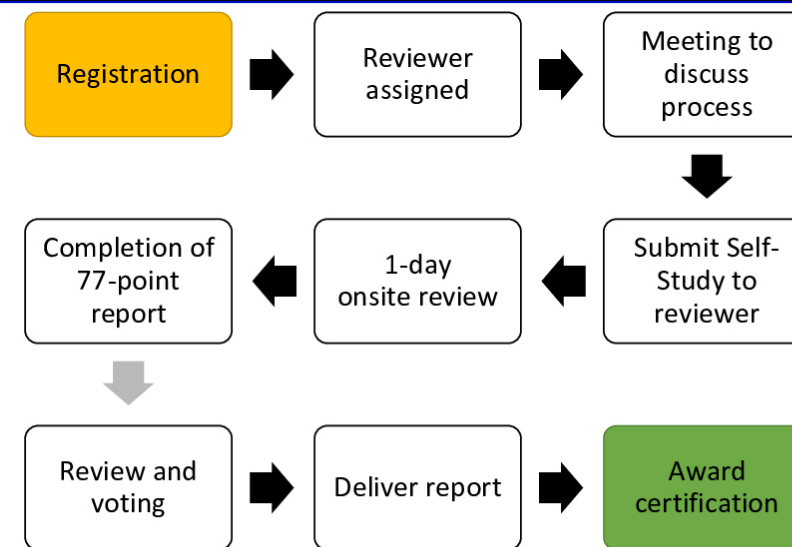 Registration
Reviewer
assigned
Meeting to
discuss
process
Submit Self-
Study to
reviewer
1-day
onsite review
Completion of
77-point
report
Review and
voting
Deliver report
Award
certification